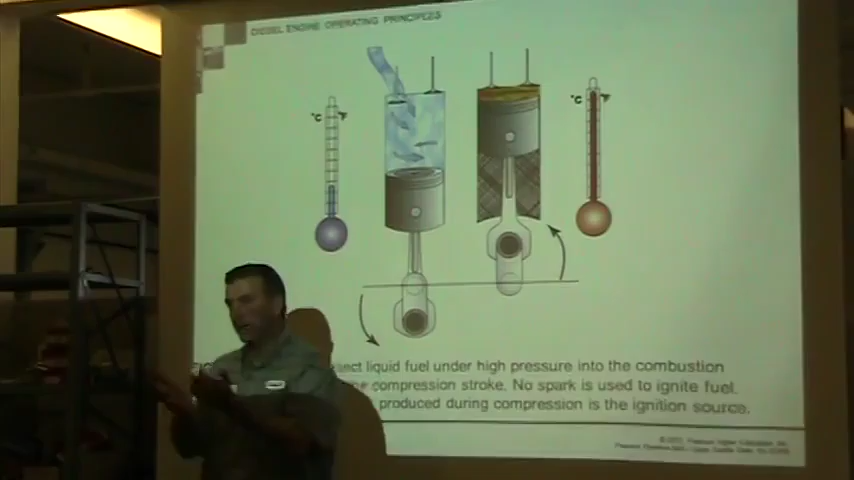 DIESEL ENGINE OPERATING PRINCIPLES
°C °F
°C °F
liquid fuel under high pressure into the combustion
compression stroke. No spark is used to ignite fuel.
produced during compression is the ignition source.